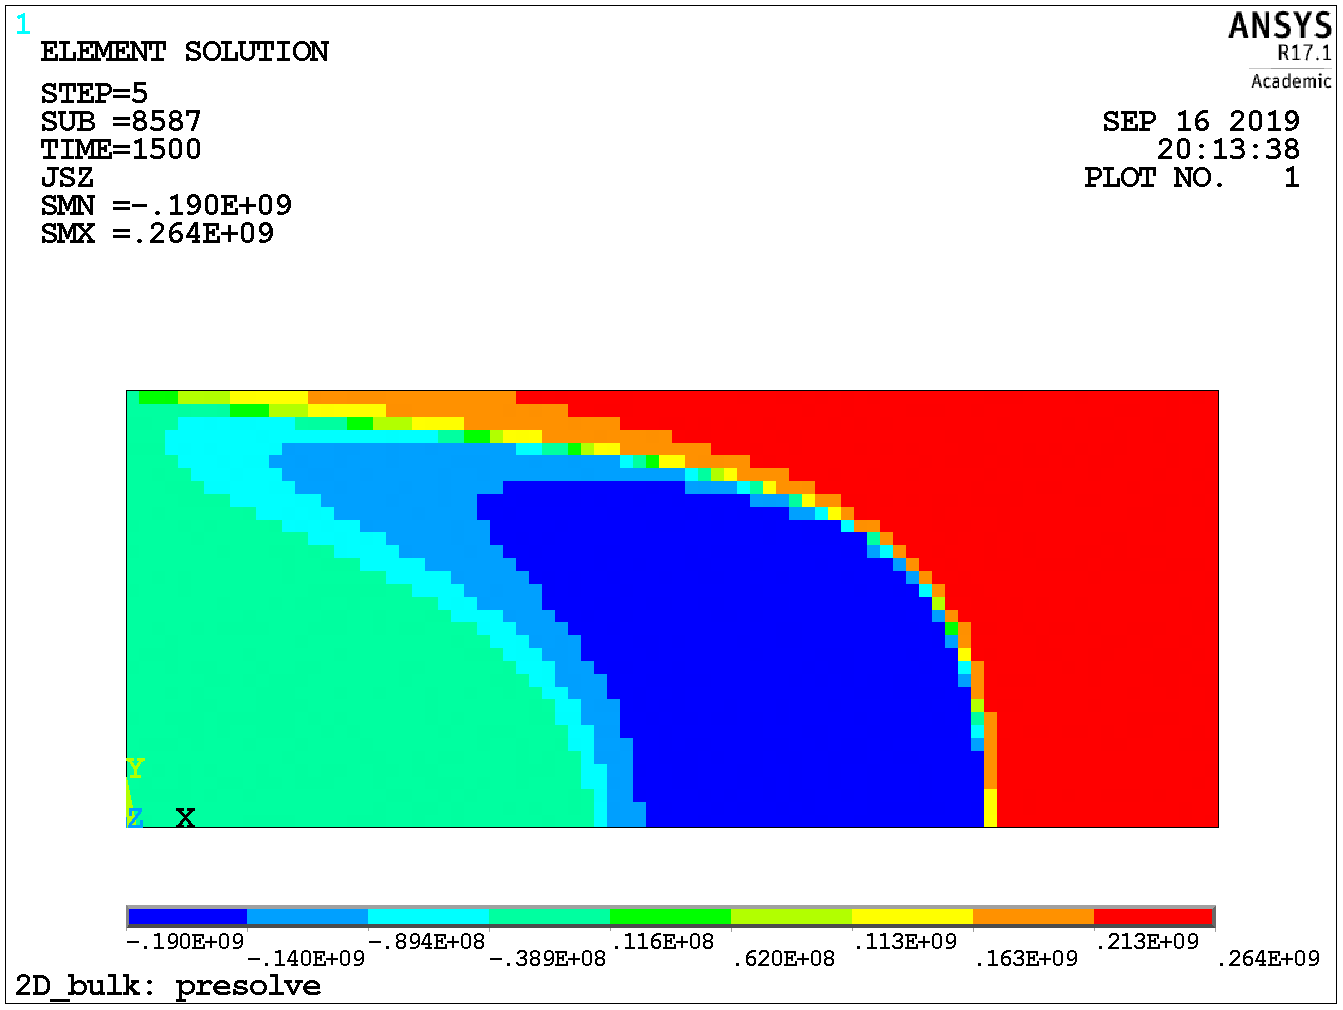 1
ELEMENT SOLUTION
STEP=5
SUB =8587
TIME=1500
JSZ
SMN =-.190E+09
SMX =.264E+09
ANSYS
R17.1
Academic
SEP 16 2019
20:13:38
PLOT NO. 1
Y
Z X
-.190E+09 -.894E+08 .116E+08 .113E+09 .213E+09
-.140E+09 -.389E+08 .620E+08 .163E+09 .264E+09
2D_bulk: presolve